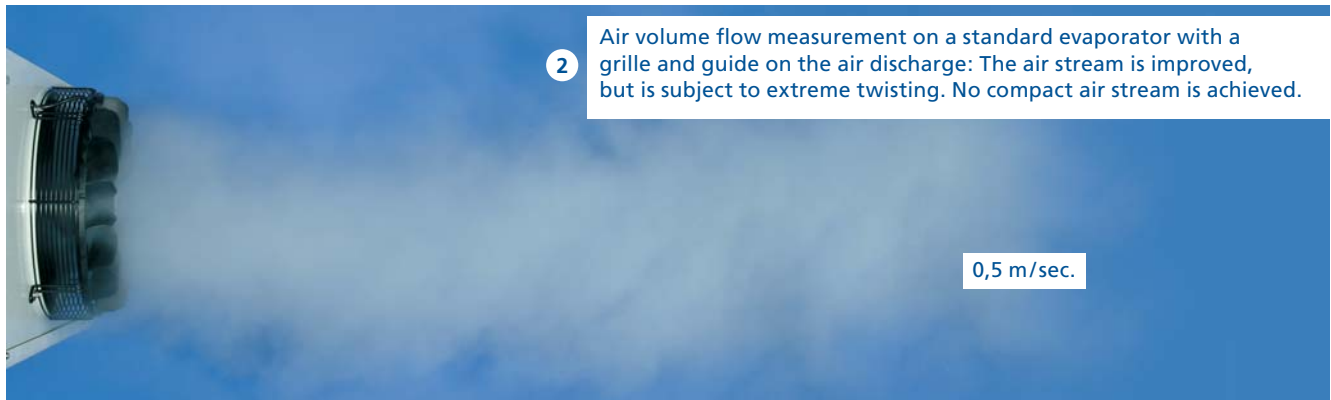 2
Air volume flow measurement on a standard evaporator with a
grille and guide on the air discharge: The air stream is improved,
but is subject to extreme twisting. No compact air stream is achieved.
0,5 m/sec.